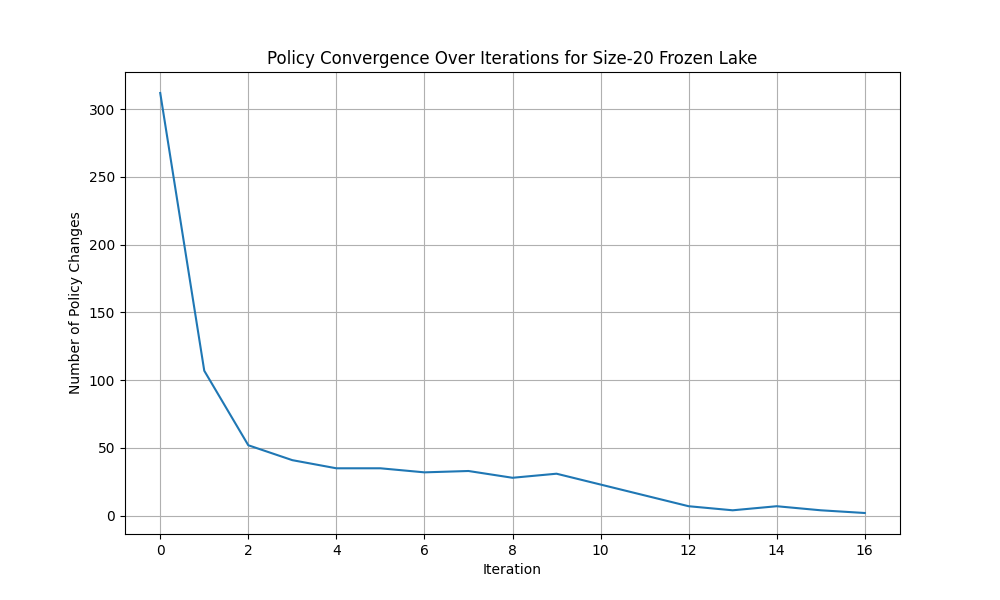 Policy Convergence Over Iterations for Size-20 Frozen Lake
Number of Policy Changes
300
250
200
150
100
50
0
0 2 4 6 8 10 12 14 16
Iteration